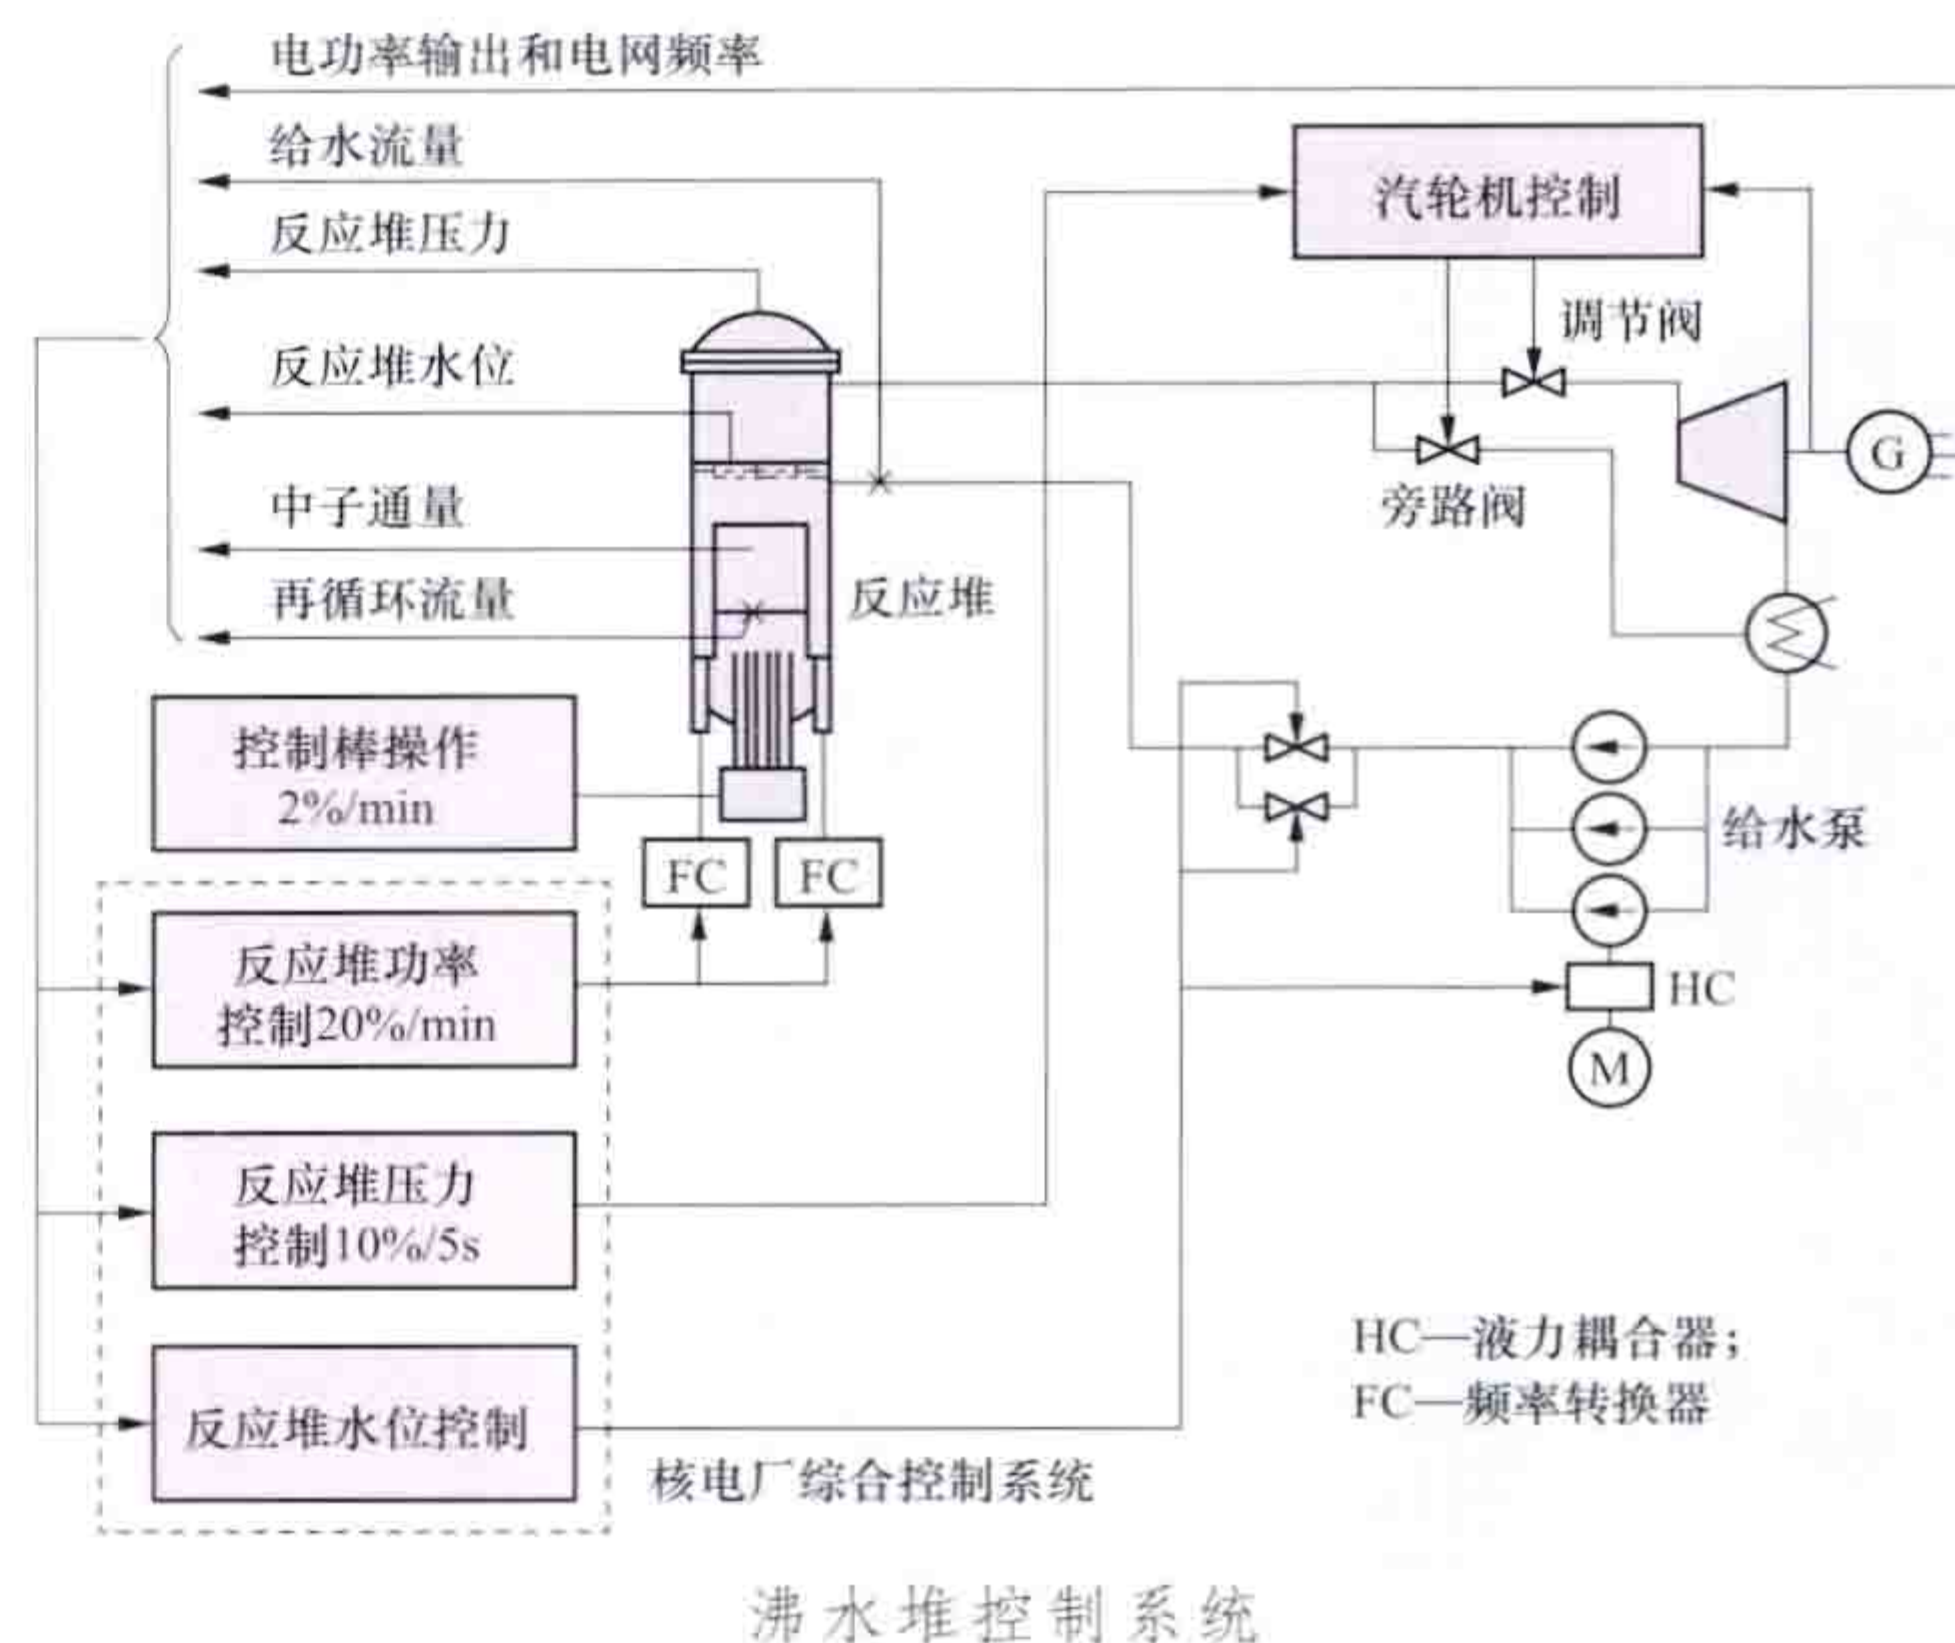 电功率输出和电网频率
给水流量
反应堆压力
反应堆水位
中子通量
再循环流量
汽轮机控制
调节阀
旁路阀
G
反应堆
控制棒操作
2%/min
FC
FC
给水泵
反应堆功率
控制20%/min
HC
M
反应堆压力
控制10%/5s
反应堆水位控制
HC—液力耦合器;
FC—频率转换器
核电厂综合控制系统
沸水堆控制系统